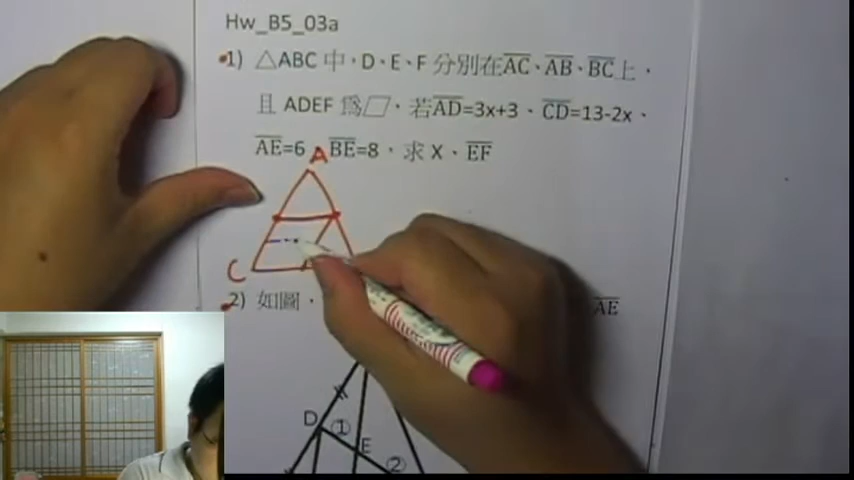 Hw_B5_03a
1) △ABC 中,D、E、F 分別在AC、AB、BC上,
且 ADEF 為▱,若AD=3x+3、CD=13-2x、
AE=6、BE=8,求 X、EF
A
C
2) 如圖,
AE
D
①
E
②